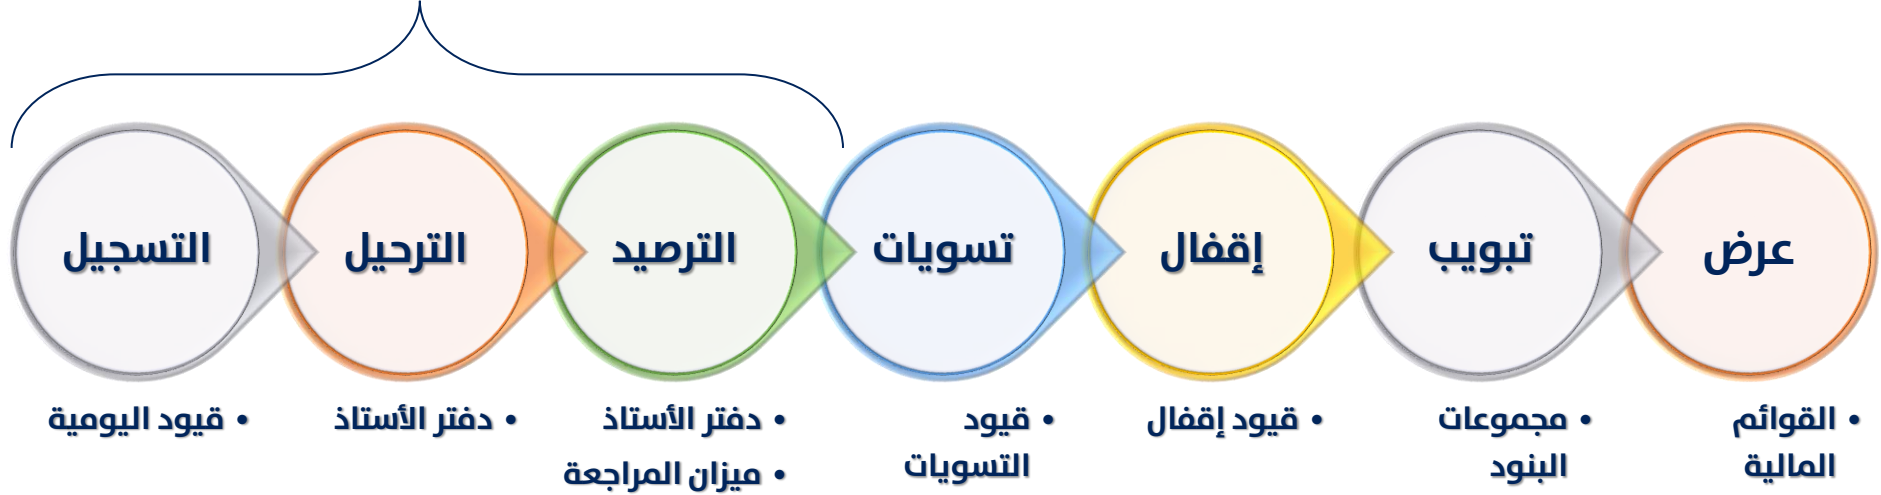 التسجيل
الترحيل
الترصيد
تسويات
إقفال
تبويب
عرض
• قيود اليومية
• دفتر الأستاذ
• دفتر الأستاذ
• ميزان المراجعة
• قيود
التسويات
• قيود إقفال
• مجموعات
البنود
• القوائم
المالية